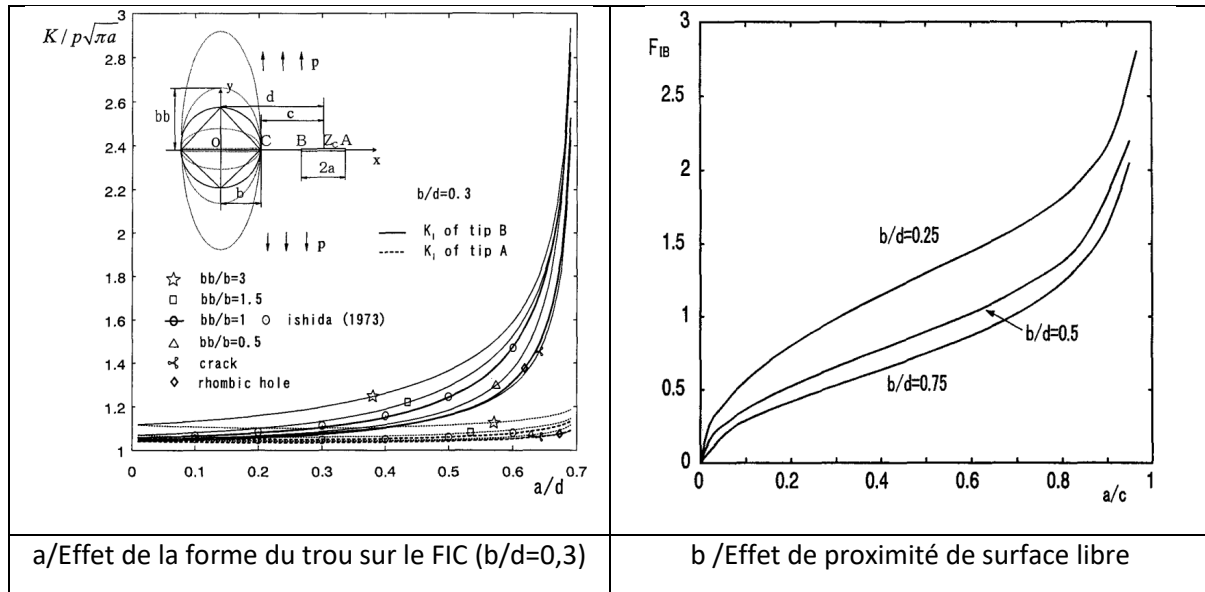 3
K/p√πa
2.8
2.6
2.4
2.2
2
1.8
1.6
1.4
1.2
1
0
0.1
0.2
0.3
0.4
0.5
0.6
0.7
a/d
p
y
d
bb
c
O
C
B
Z_c
A
x
2a
b
p
b/d=0.3
K_I of tip B
K_I of tip A
bb/b=3
bb/b=1.5
bb/b=1 ishida (1973)
bb/b=0.5
crack
rhombic hole
3
F_IB
2.5
2
1.5
1
0.5
0
0
0.2
0.4
0.6
0.8
1
a/c
b/d=0.25
b/d=0.5
b/d=0.75
a/Effet de la forme du trou sur le FIC (b/d=0,3)
b /Effet de proximité de surface libre